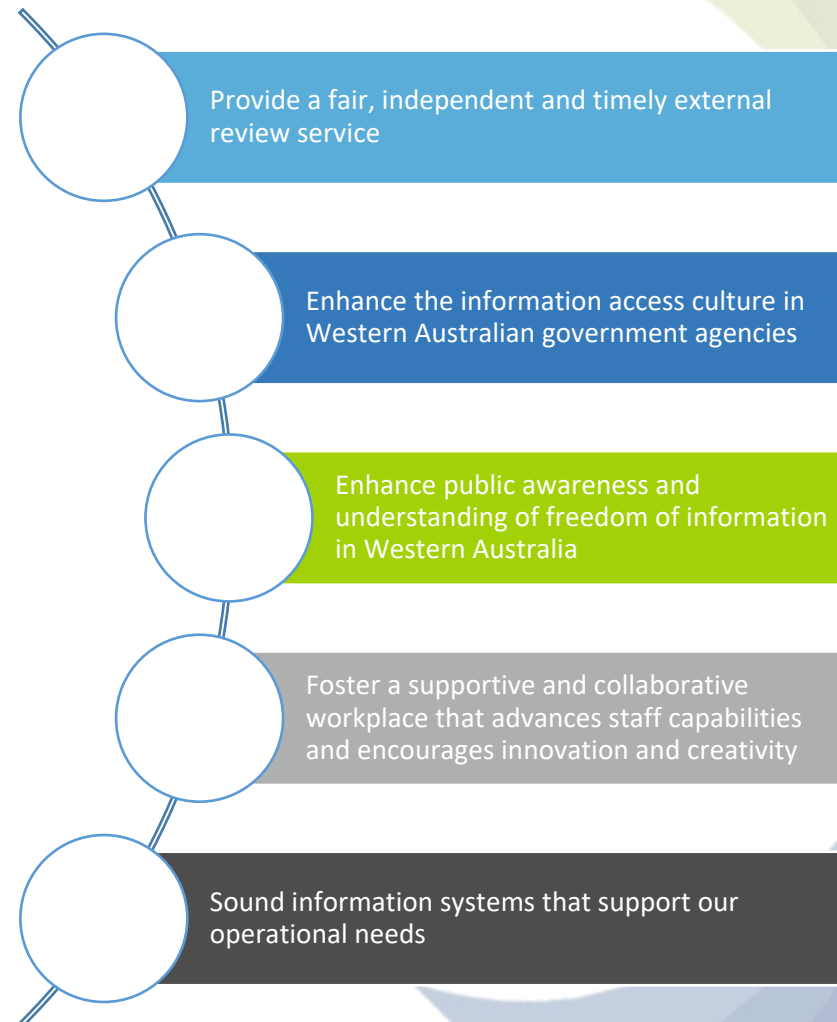 Provide a fair, independent and timely external
review service
Enhance the information access culture in
Western Australian government agencies
Enhance public awareness and
understanding of freedom of information
in Western Australia
Foster a supportive and collaborative
workplace that advances staff capabilities
and encourages innovation and creativity
Sound information systems that support our
operational needs